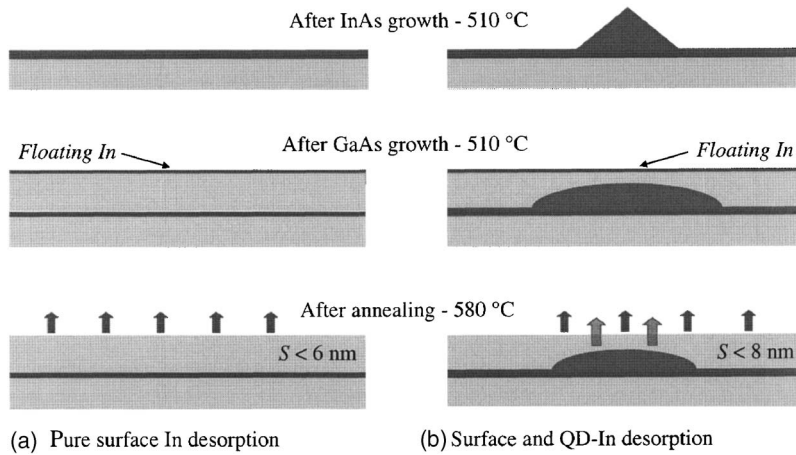 After InAs growth - 510 °C
After GaAs growth - 510 °C
Floating In
Floating In
After annealing - 580 °C
S < 6 nm
S < 8 nm
(a) Pure surface In desorption
(b) Surface and QD-In desorption